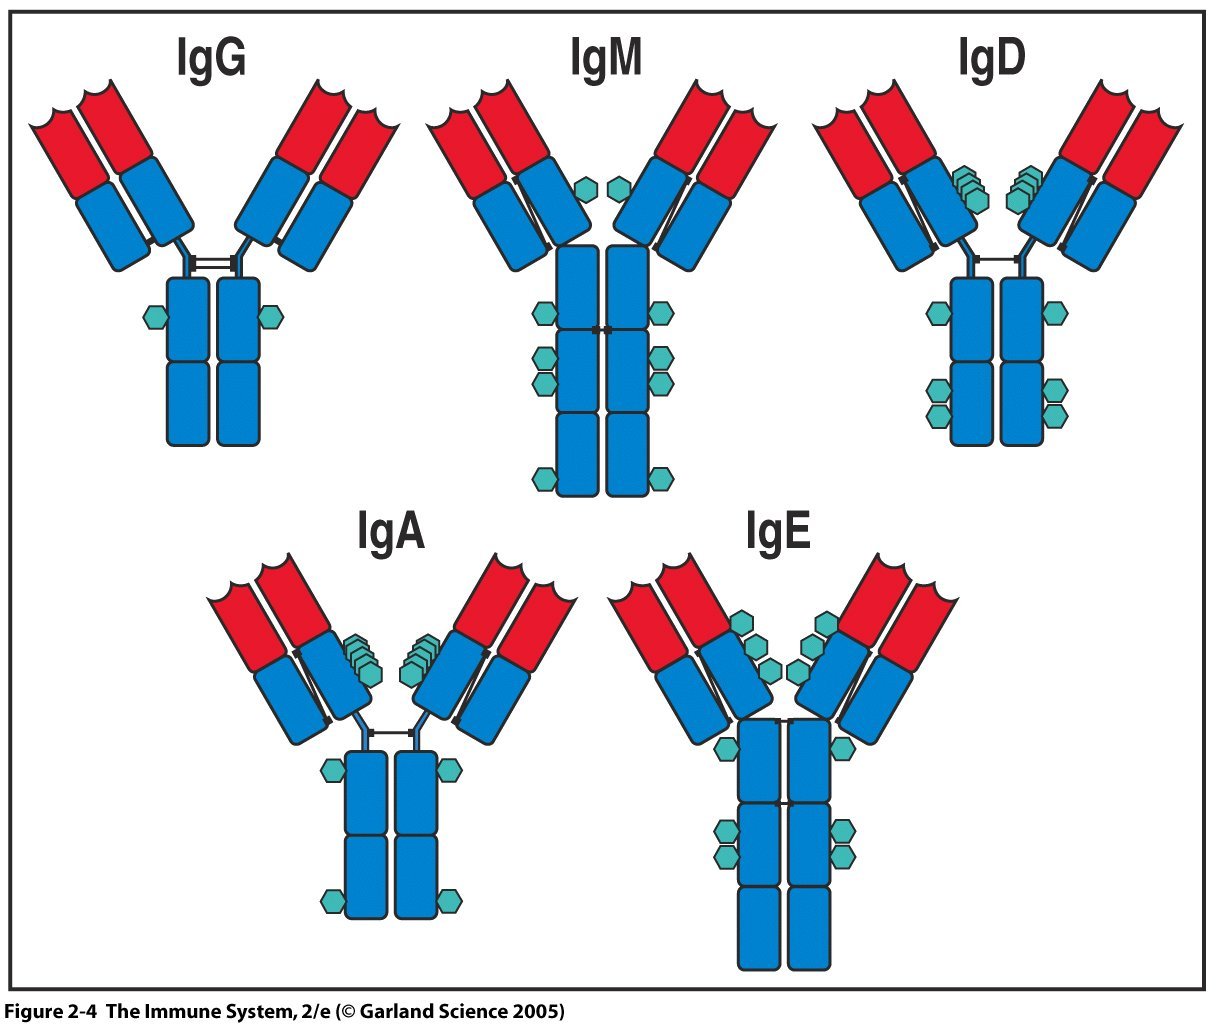 IgG IgM IgD
IgA IgE
Figure 2-4 The Immune System, 2/e (© Garland Science 2005)